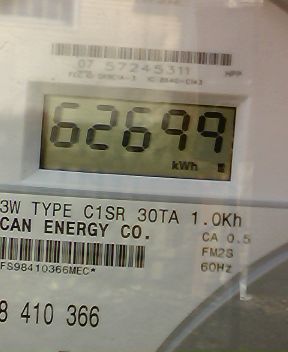 07 57245311
HPP
62699
kWh
3W TYPE C1SR 30TA 1.0Kh
CAN ENERGY CO.
CA 0.5
FM2S
60Hz
FS98410366MEC*
8 410 366